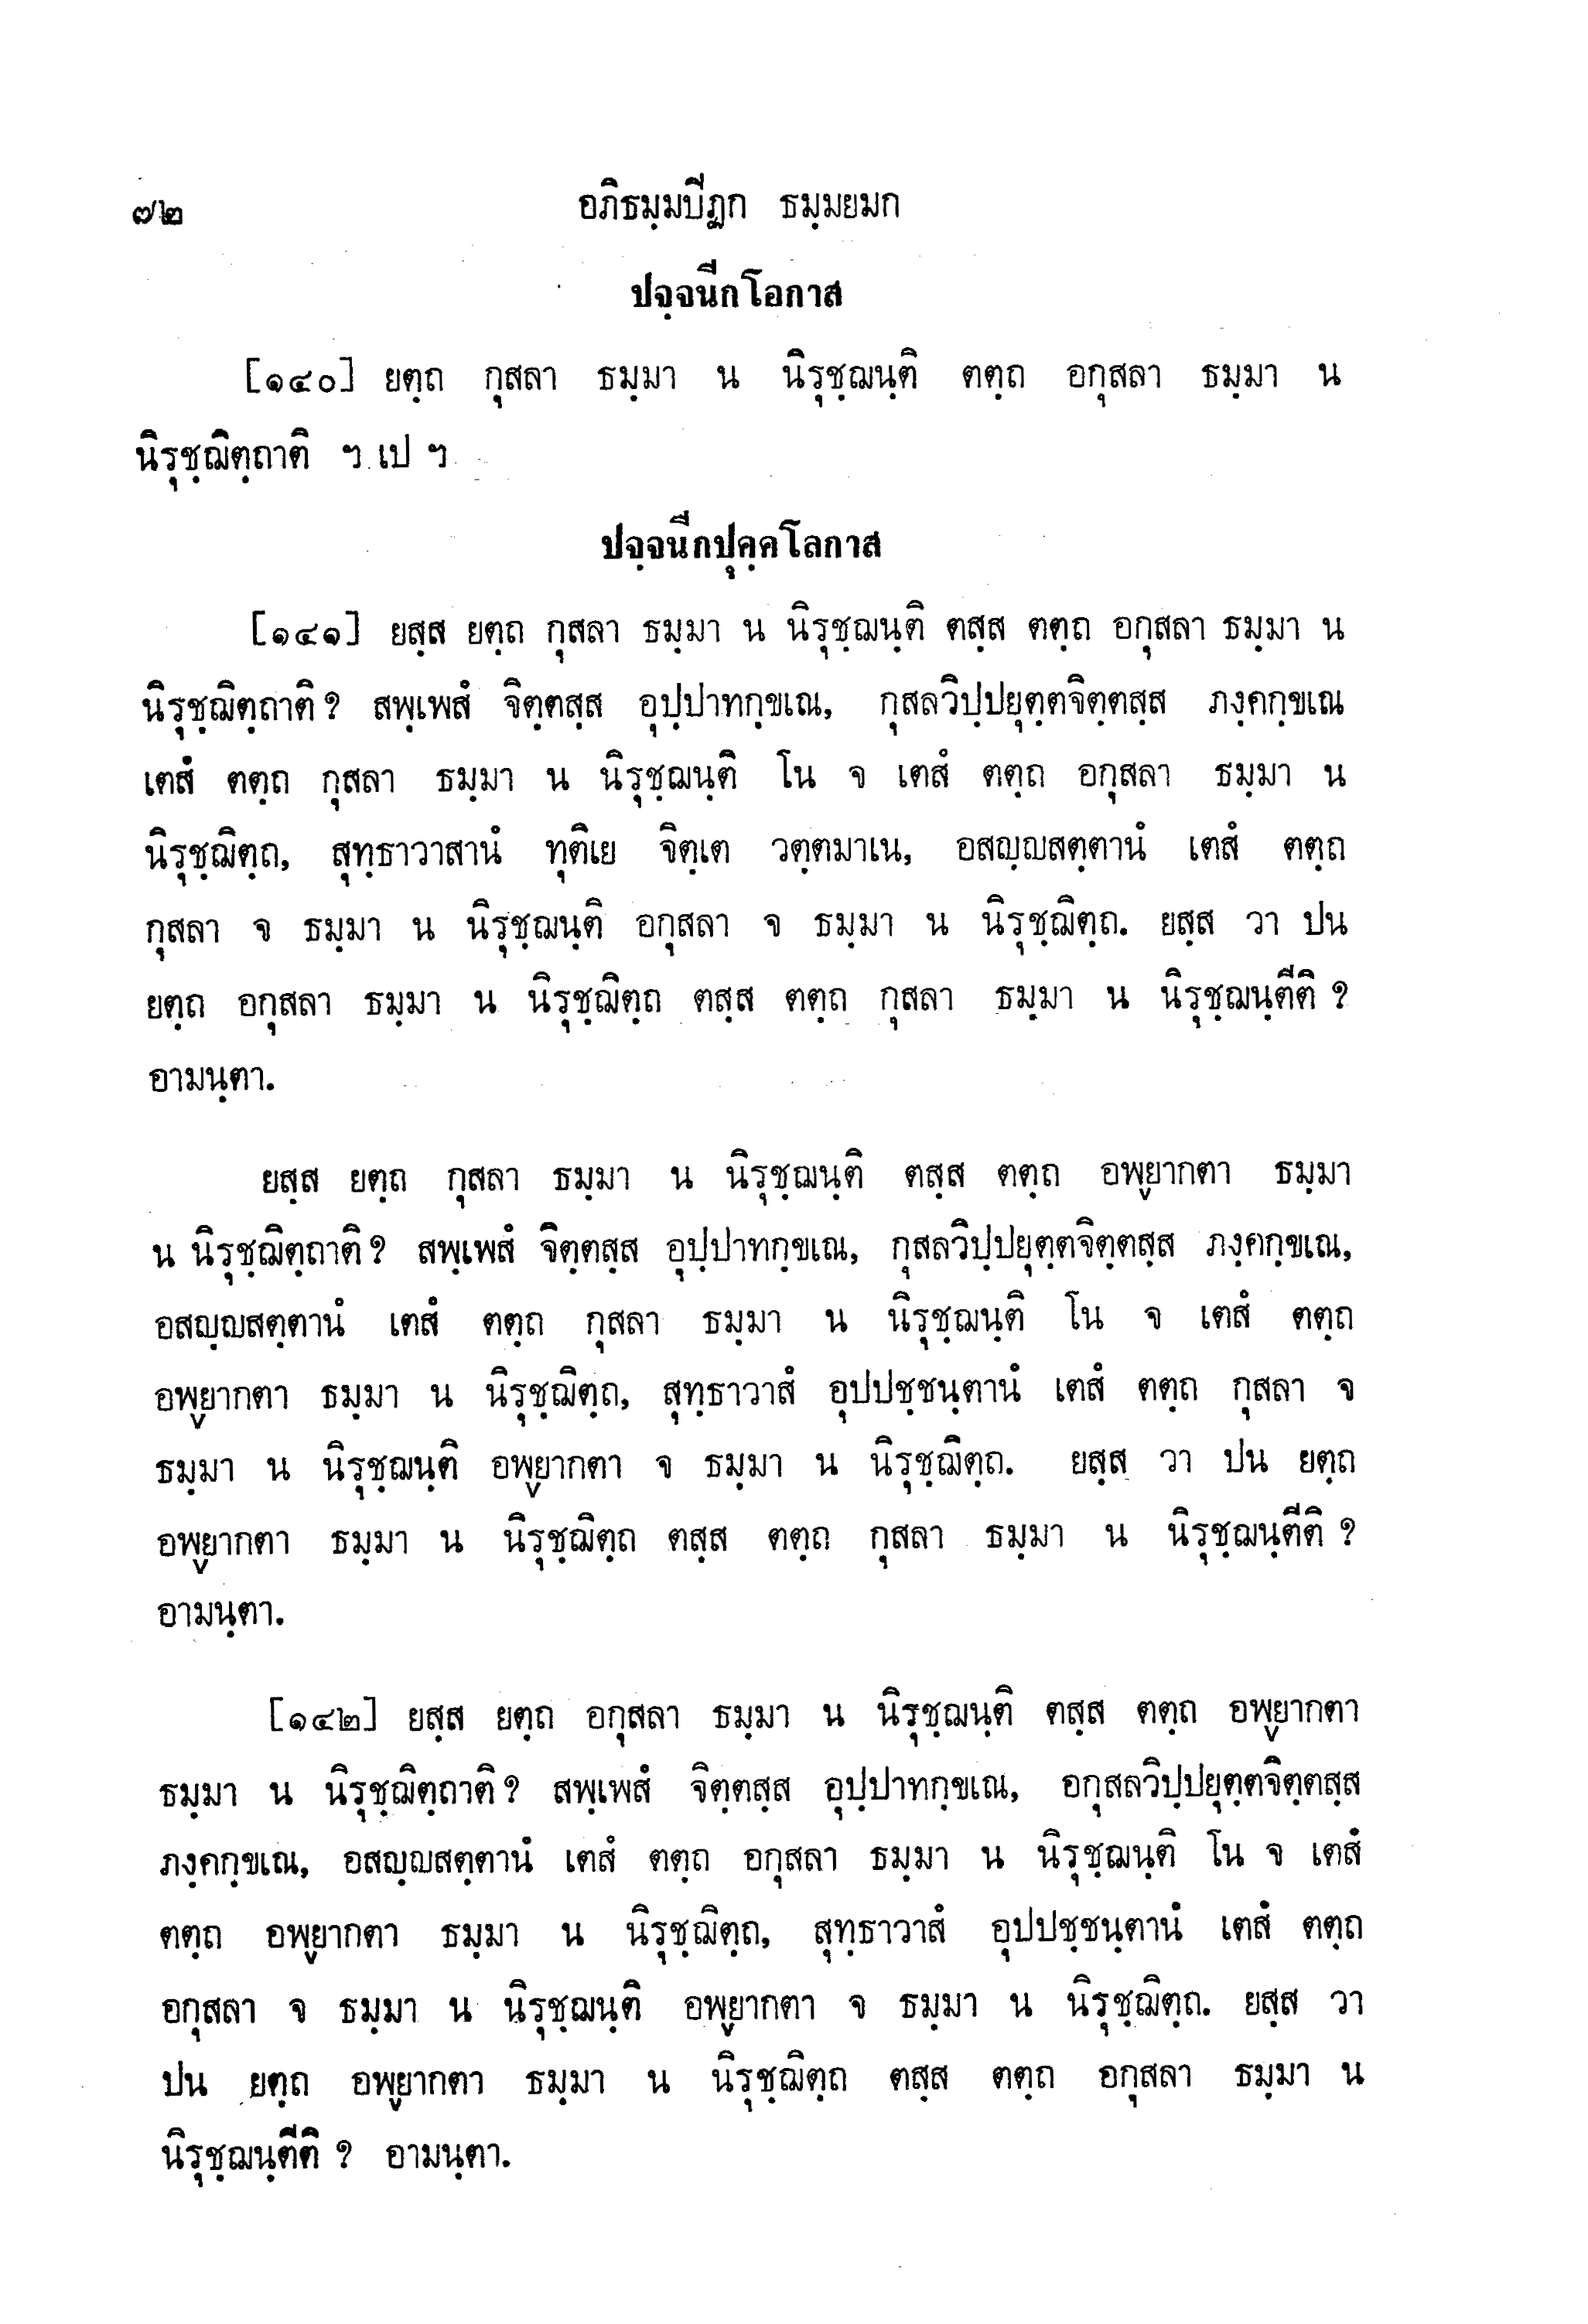 ๗๒
อภิธมฺมปีฏก ธมฺมยมก
ปจฺจนีกโอกาส
[๑๔๐] ยตฺถ กุสลา ธมฺมา น นิรุชฺฌนฺติ ตตฺถ อกุสลา ธมฺมา น
นิรุชฺฌิตฺถาติ ฯ เป ฯ
ปจฺจนีกปุคฺคโลกาส
[๑๔๑] ยสฺส ยตฺถ กุสลา ธมฺมา น นิรุชฺฌนฺติ ตสฺส ตตฺถ อกุสลา ธมฺมา น
นิรุชฺฌิตฺถาติ? สพฺเพสํ จิตฺตสฺส อุปฺปาทกฺขเณ, กุสลวิปฺปยุตฺตจิตฺตสฺส ภงฺคกฺขเณ
เตสํ ตตฺถ กุสลา ธมฺมา น นิรุชฺฌนฺติ โน จ เตสํ ตตฺถ อกุสลา ธมฺมา น
นิรุชฺฌิตฺถ, สุทฺธาวาสานํ ทุติเย จิตฺเต วตฺตมาเน, อสญฺญสตฺตานํ เตสํ ตตฺถ
กุสลา จ ธมฺมา น นิรุชฺฌนฺติ อกุสลา จ ธมฺมา น นิรุชฺฌิตฺถ. ยสฺส วา ปน
ยตฺถ อกุสลา ธมฺมา น นิรุชฺฌิตฺถ ตสฺส ตตฺถ กุสลา ธมฺมา น นิรุชฺฌนฺตีติ ?
อามนฺตา.
ยสฺส ยตฺถ กุสลา ธมฺมา น นิรุชฺฌนฺติ ตสฺส ตตฺถ อพฺยากตา ธมฺมา
น นิรุชฺฌิตฺถาติ? สพฺเพสํ จิตฺตสฺส อุปฺปาทกฺขเณ, กุสลวิปฺปยุตฺตจิตฺตสฺส ภงฺคกฺขเณ,
อสญฺญสตฺตานํ เตสํ ตตฺถ กุสลา ธมฺมา น นิรุชฺฌนฺติ โน จ เตสํ ตตฺถ
อพฺยากตา ธมฺมา น นิรุชฺฌิตฺถ, สุทฺธาวาสํ อุปปชฺชนฺตานํ เตสํ ตตฺถ กุสลา จ
ธมฺมา น นิรุชฺฌนฺติ อพฺยากตา จ ธมฺมา น นิรุชฺฌิตฺถ. ยสฺส วา ปน ยตฺถ
อพฺยากตา ธมฺมา น นิรุชฺฌิตฺถ ตสฺส ตตฺถ กุสลา ธมฺมา น นิรุชฺฌนฺตีติ ?
อามนฺตา.
[๑๔๒] ยสฺส ยตฺถ อกุสลา ธมฺมา น นิรุชฺฌนฺติ ตสฺส ตตฺถ อพฺยากตา
ธมฺมา น นิรุชฺฌิตฺถาติ? สพฺเพสํ จิตฺตสฺส อุปฺปาทกฺขเณ, อกุสลวิปฺปยุตฺตจิตฺตสฺส
ภงฺคกฺขเณ, อสญฺญสตฺตานํ เตสํ ตตฺถ อกุสลา ธมฺมา น นิรุชฺฌนฺติ โน จ เตสํ
ตตฺถ อพฺยากตา ธมฺมา น นิรุชฺฌิตฺถ, สุทฺธาวาสํ อุปปชฺชนฺตานํ เตสํ ตตฺถ
อกุสลา จ ธมฺมา น นิรุชฺฌนฺติ อพฺยากตา จ ธมฺมา น นิรุชฺฌิตฺถ. ยสฺส วา
ปน ยตฺถ อพฺยากตา ธมฺมา น นิรุชฺฌิตฺถ ตสฺส ตตฺถ อกุสลา ธมฺมา น
นิรุชฺฌนฺตีติ ? อามนฺตา.